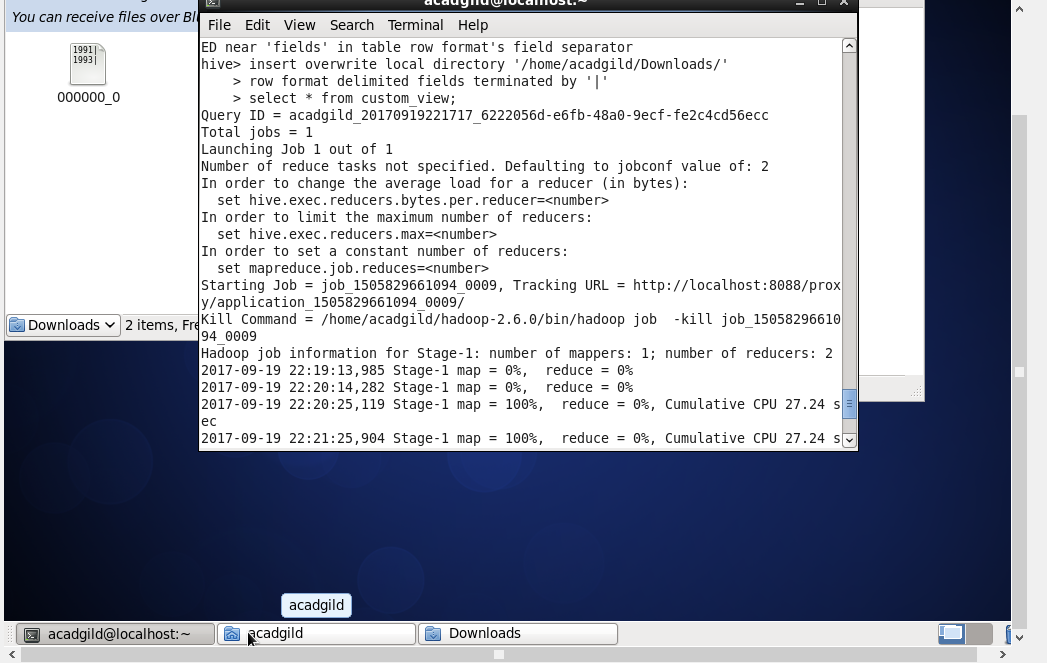 acadgild@localhost:~
You can receive files over Bl
1991|
1993|
000000_0
Downloads
2 items, Fre
File Edit View Search Terminal Help
ED near 'fields' in table row format's field separator
hive> insert overwrite local directory '/home/acadgild/Downloads/'
    > row format delimited fields terminated by '|'
    > select * from custom_view;
Query ID = acadgild_20170919221717_6222056d-e6fb-48a0-9ecf-fe2c4cd56ecc
Total jobs = 1
Launching Job 1 out of 1
Number of reduce tasks not specified. Defaulting to jobconf value of: 2
In order to change the average load for a reducer (in bytes):
  set hive.exec.reducers.bytes.per.reducer=<number>
In order to limit the maximum number of reducers:
  set hive.exec.reducers.max=<number>
In order to set a constant number of reducers:
  set mapreduce.job.reduces=<number>
Starting Job = job_1505829661094_0009, Tracking URL = http://localhost:8088/prox
y/application_1505829661094_0009/
Kill Command = /home/acadgild/hadoop-2.6.0/bin/hadoop job  -kill job_15058296610
94_0009
Hadoop job information for Stage-1: number of mappers: 1; number of reducers: 2
2017-09-19 22:19:13,985 Stage-1 map = 0%,  reduce = 0%
2017-09-19 22:20:14,282 Stage-1 map = 0%,  reduce = 0%
2017-09-19 22:20:25,119 Stage-1 map = 100%,  reduce = 0%, Cumulative CPU 27.24 s
ec
2017-09-19 22:21:25,904 Stage-1 map = 100%,  reduce = 0%, Cumulative CPU 27.24 s
acadgild
acadgild@localhost:~
acadgild
Downloads